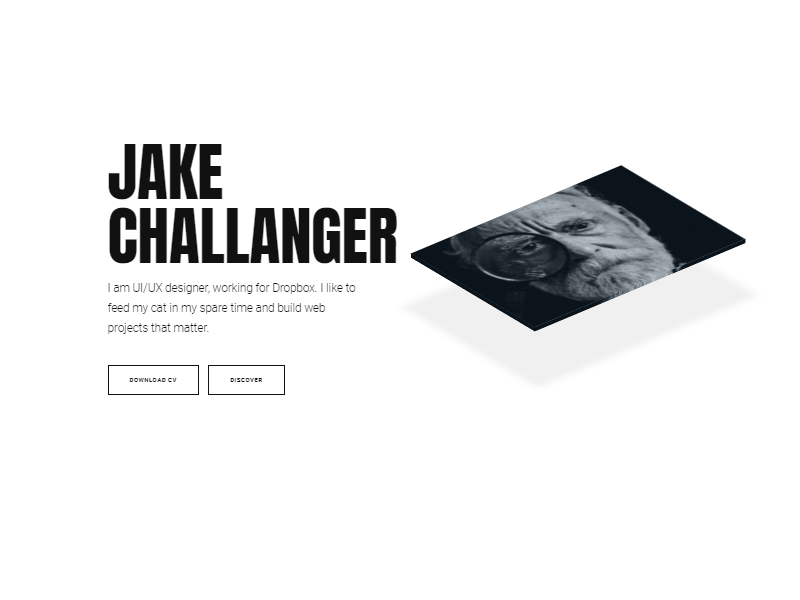 JAKE
CHALLANGER
I am UI/UX designer, working for Dropbox. I like to
feed my cat in my spare time and build web
projects that matter.
DOWNLOAD CV
DISCOVER